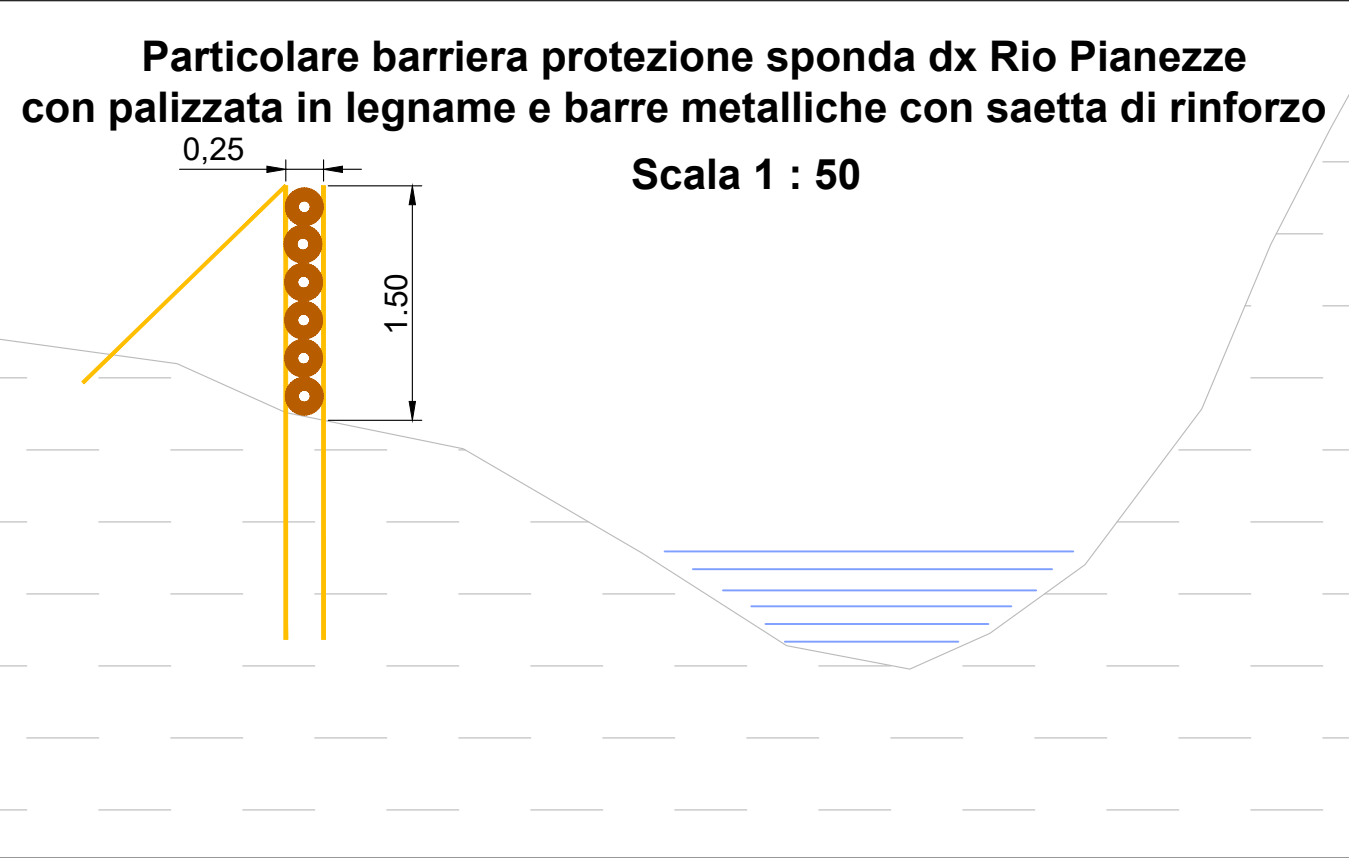 Particolare barriera protezione sponda dx Rio Pianezze
con palizzata in legname e barre metalliche con saetta di rinforzo
Scala 1 : 50
0,25
1.50